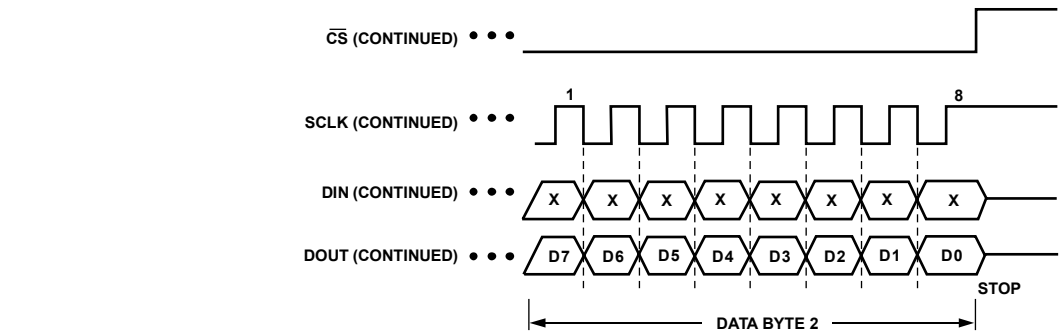 C̅S̅ (CONTINUED)
1 8
SCLK (CONTINUED)
DIN (CONTINUED) X X X X X X X X
DOUT (CONTINUED) D7 D6 D5 D4 D3 D2 D1 D0
STOP
DATA BYTE 2